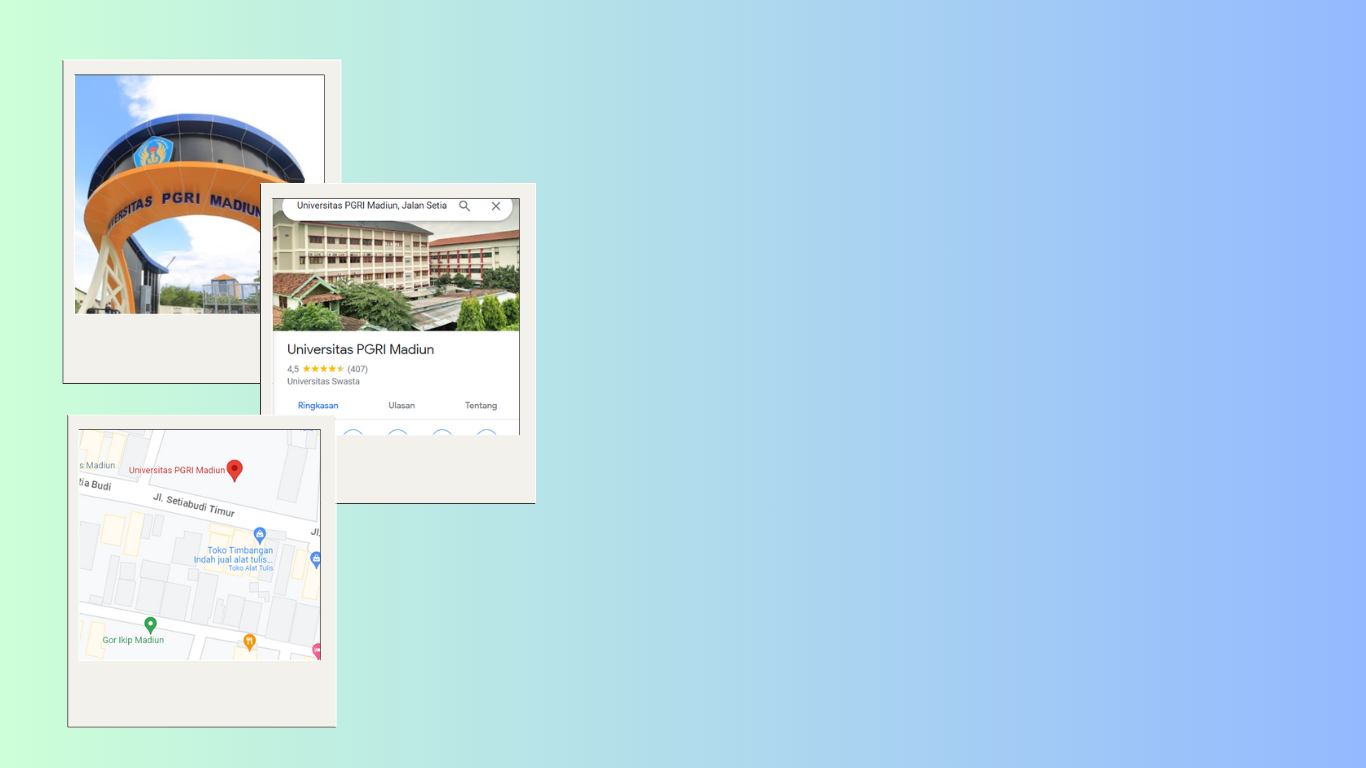 VERSITAS PGRI MADIUN
Universitas PGRI Madiun, Jalan Setia
Universitas PGRI Madiun
4,5 (407)
Universitas Swasta
Ringkasan Ulasan Tentang
s Madiun
Universitas PGRI Madiun
tia Budi
Jl. Setiabudi Timur
Jl.
Toko Timbangan
Indah jual alat tulis...
Toko Alat Tulis
Gor Ikip Madiun